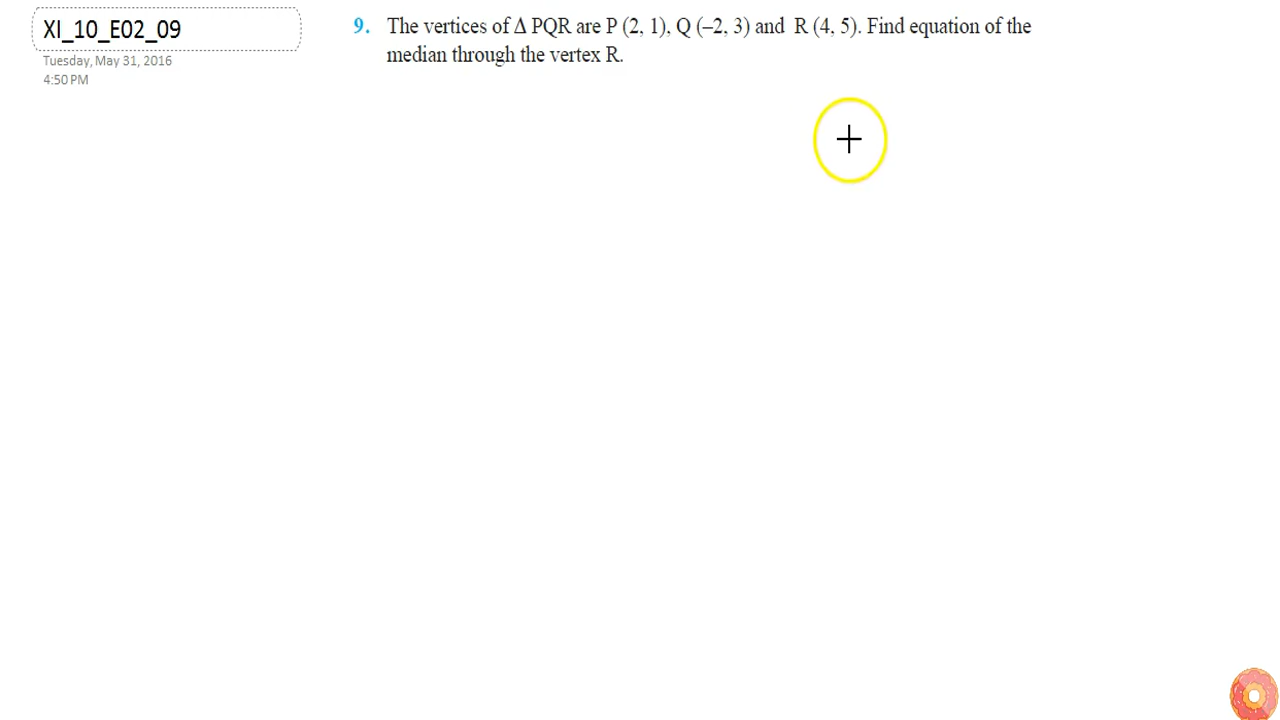 XI_10_E02_09
Tuesday, May 31, 2016
4:50 PM
9. The vertices of Δ PQR are P (2, 1), Q (–2, 3) and R (4, 5). Find equation of the
median through the vertex R.